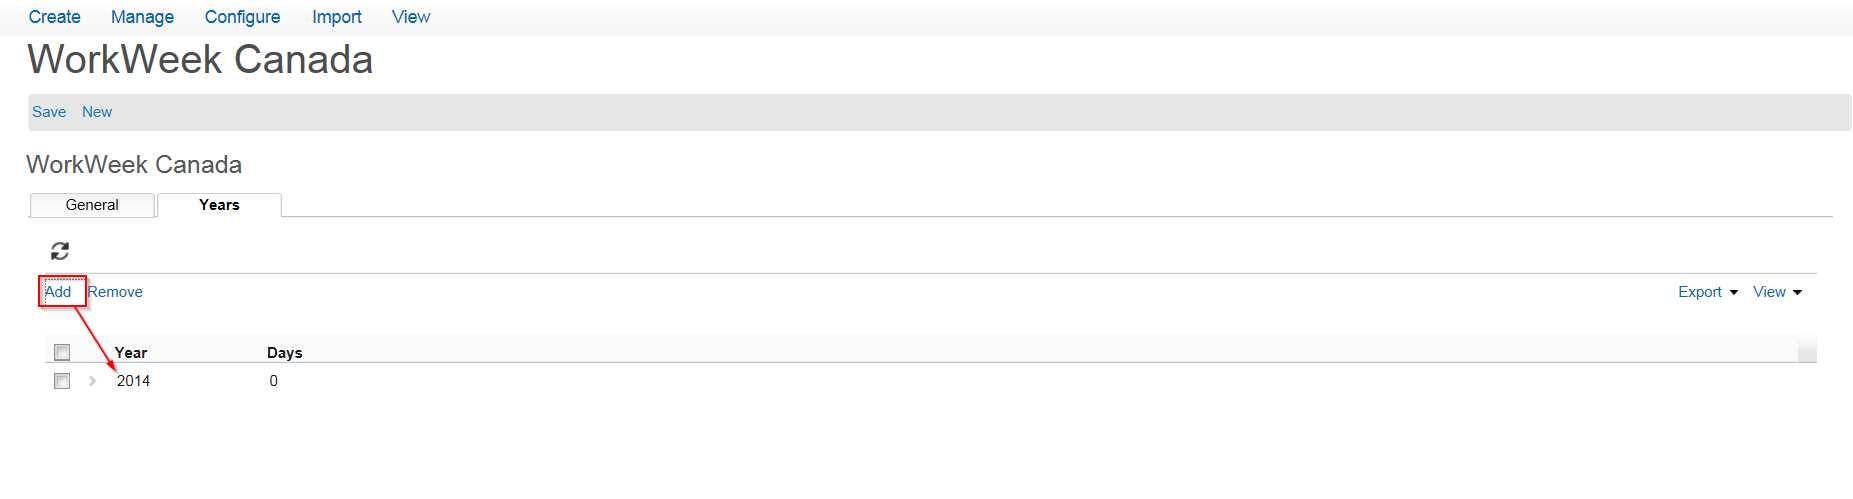 Create Manage Configure Import View
WorkWeek Canada
Save New
WorkWeek Canada
General Years
Add Remove Export View
Year Days
2014 0